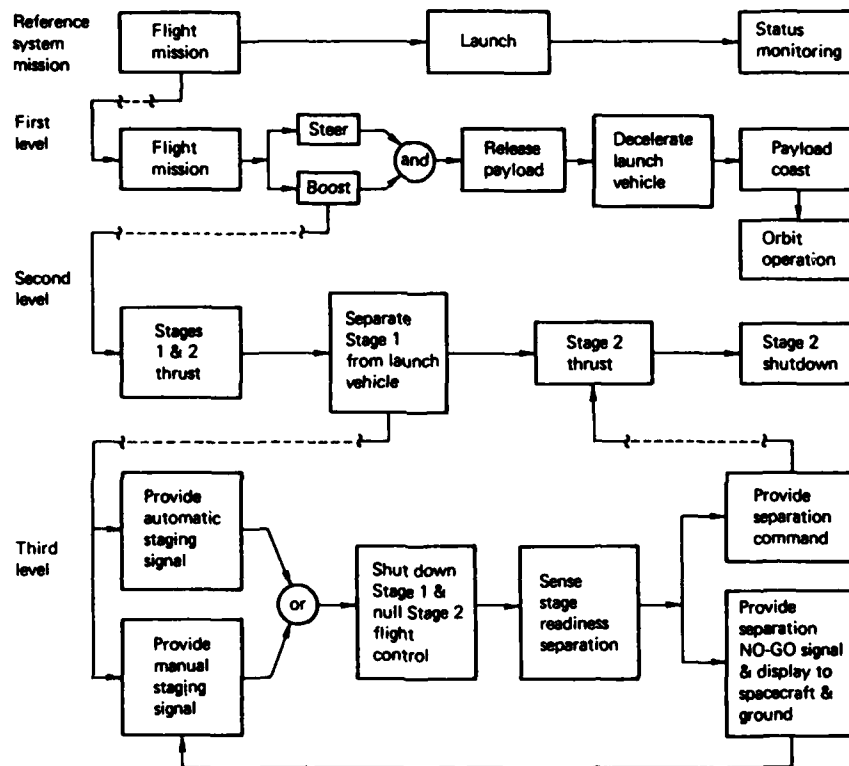 Reference
system
mission
Flight
mission
Launch
Status
monitoring
First
level
Flight
mission
Steer
Boost
and
Release
payload
Decelerate
launch
vehicle
Payload
coast
Orbit
operation
Second
level
Stages
1 & 2
thrust
Separate
Stage 1
from launch
vehicle
Stage 2
thrust
Stage 2
shutdown
Third
level
Provide
automatic
staging
signal
Provide
manual
staging
signal
or
Shut down
Stage 1 &
null Stage 2
flight
control
Sense
stage
readiness
separation
Provide
separation
command
Provide
separation
NO-GO signal
& display to
spacecraft &
ground